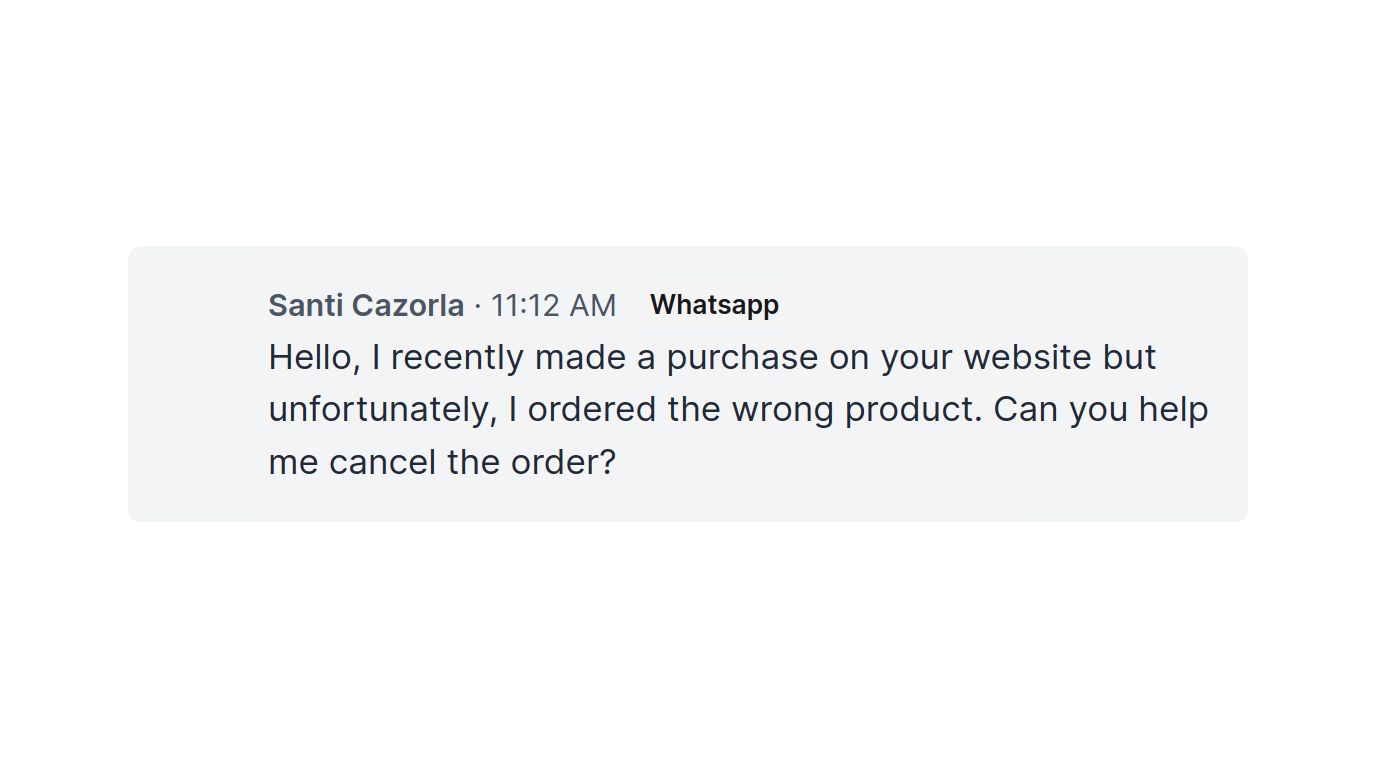 Santi Cazorla · 11:12 AM Whatsapp
Hello, I recently made a purchase on your website but
unfortunately, I ordered the wrong product. Can you help
me cancel the order?